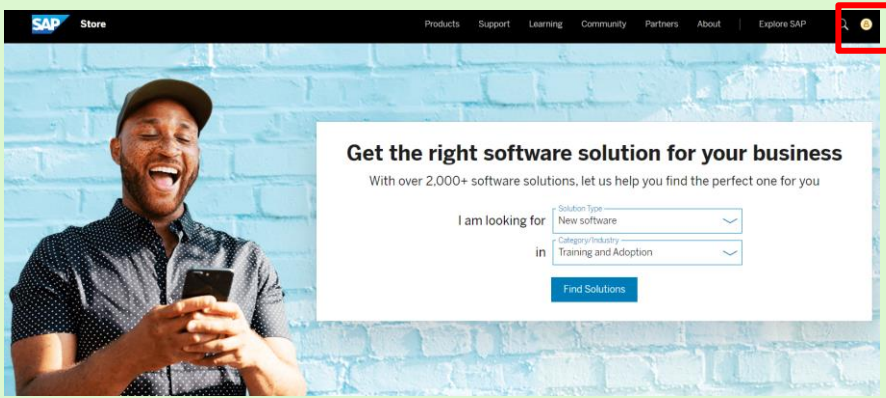 SAP Store Products Support Learning Community Partners About Explore SAP
Get the right software solution for your business
With over 2,000+ software solutions, let us help you find the perfect one for you
Solution Type
I am looking for New software
Category/Industry
in Training and Adoption
Find Solutions